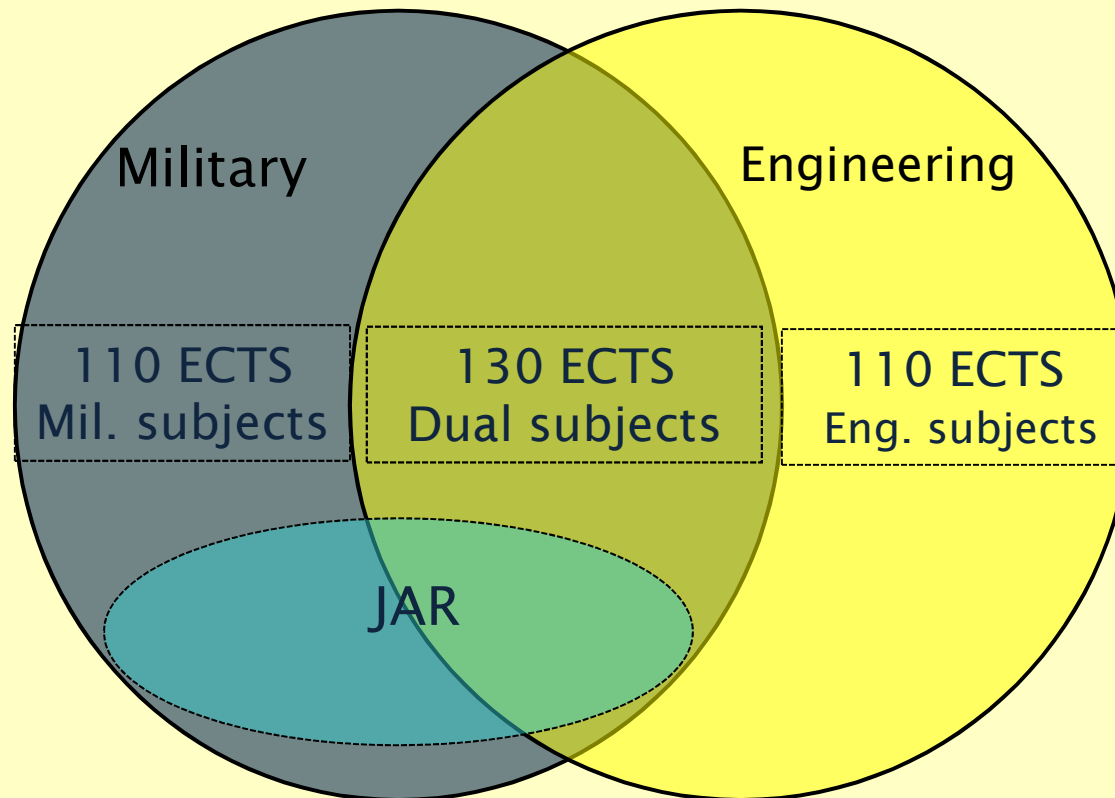 Military
Engineering
110 ECTS
Mil. subjects
130 ECTS
Dual subjects
110 ECTS
Eng. subjects
JAR